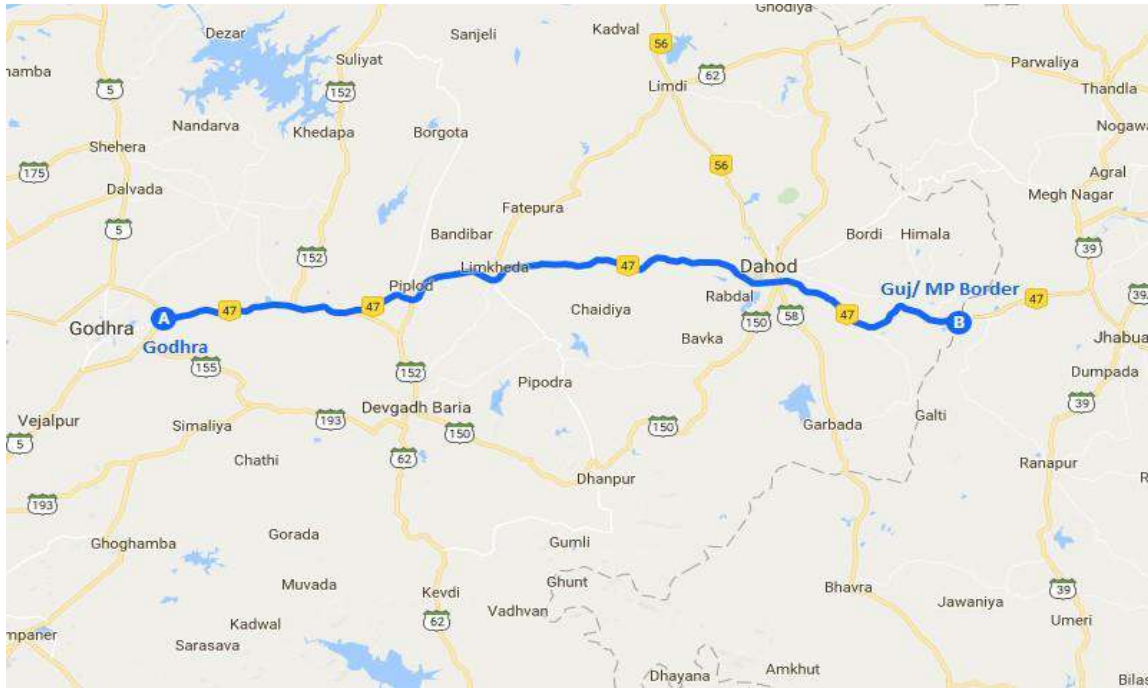 Ghodiya
Dezar
Sanjeli
Kadval
56
Suliyat
hamba
5
152
Limdi
62
Parwaliya
Thandla
Nandarva
Khedapa
Borgota
Nogawa
Shehera
175
56
Agral
Dalvada
Megh Nagar
Fatepura
5
Bandibar
Bordi
Himala
39
152
Limkheda
47
Dahod
Piplod
Guj/ MP Border
39
A
47
47
Rabdal
47
B
47
Chaidiya
150
58
Godhra
Godhra
Bavka
Jhabua
155
152
Pipodra
Dumpada
Devgadh Baria
39
Vejalpur
Simaliya
193
150
150
Garbada
Galti
5
Chathi
62
Ranapur
193
Dhanpur
R
Ghoghamba
Gorada
Gumli
Muvada
Kevdi
Ghunt
Bhavra
Jawaniya
39
Kadwal
Vadhvan
62
Umeri
mpaner
Sarasava
Dhayana
Amkhut
Bilas